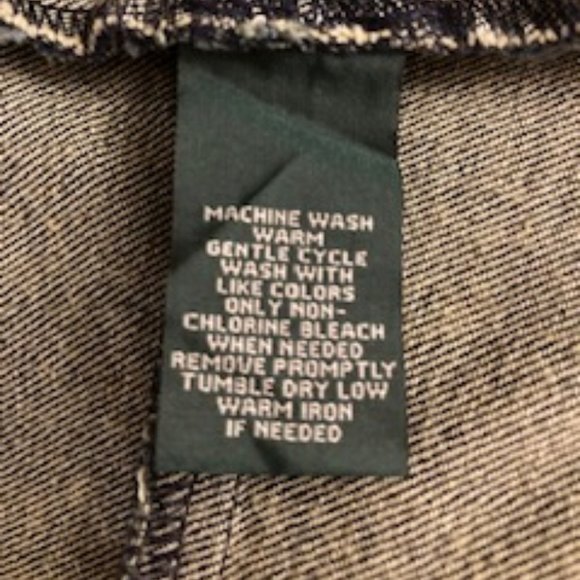 MACHINE WASH
WARM
GENTLE CYCLE
WASH WITH
LIKE COLORS
ONLY NON-
CHLORINE BLEACH
WHEN NEEDED
REMOVE PROMPTLY
TUMBLE DRY LOW
WARM IRON
IF NEEDED